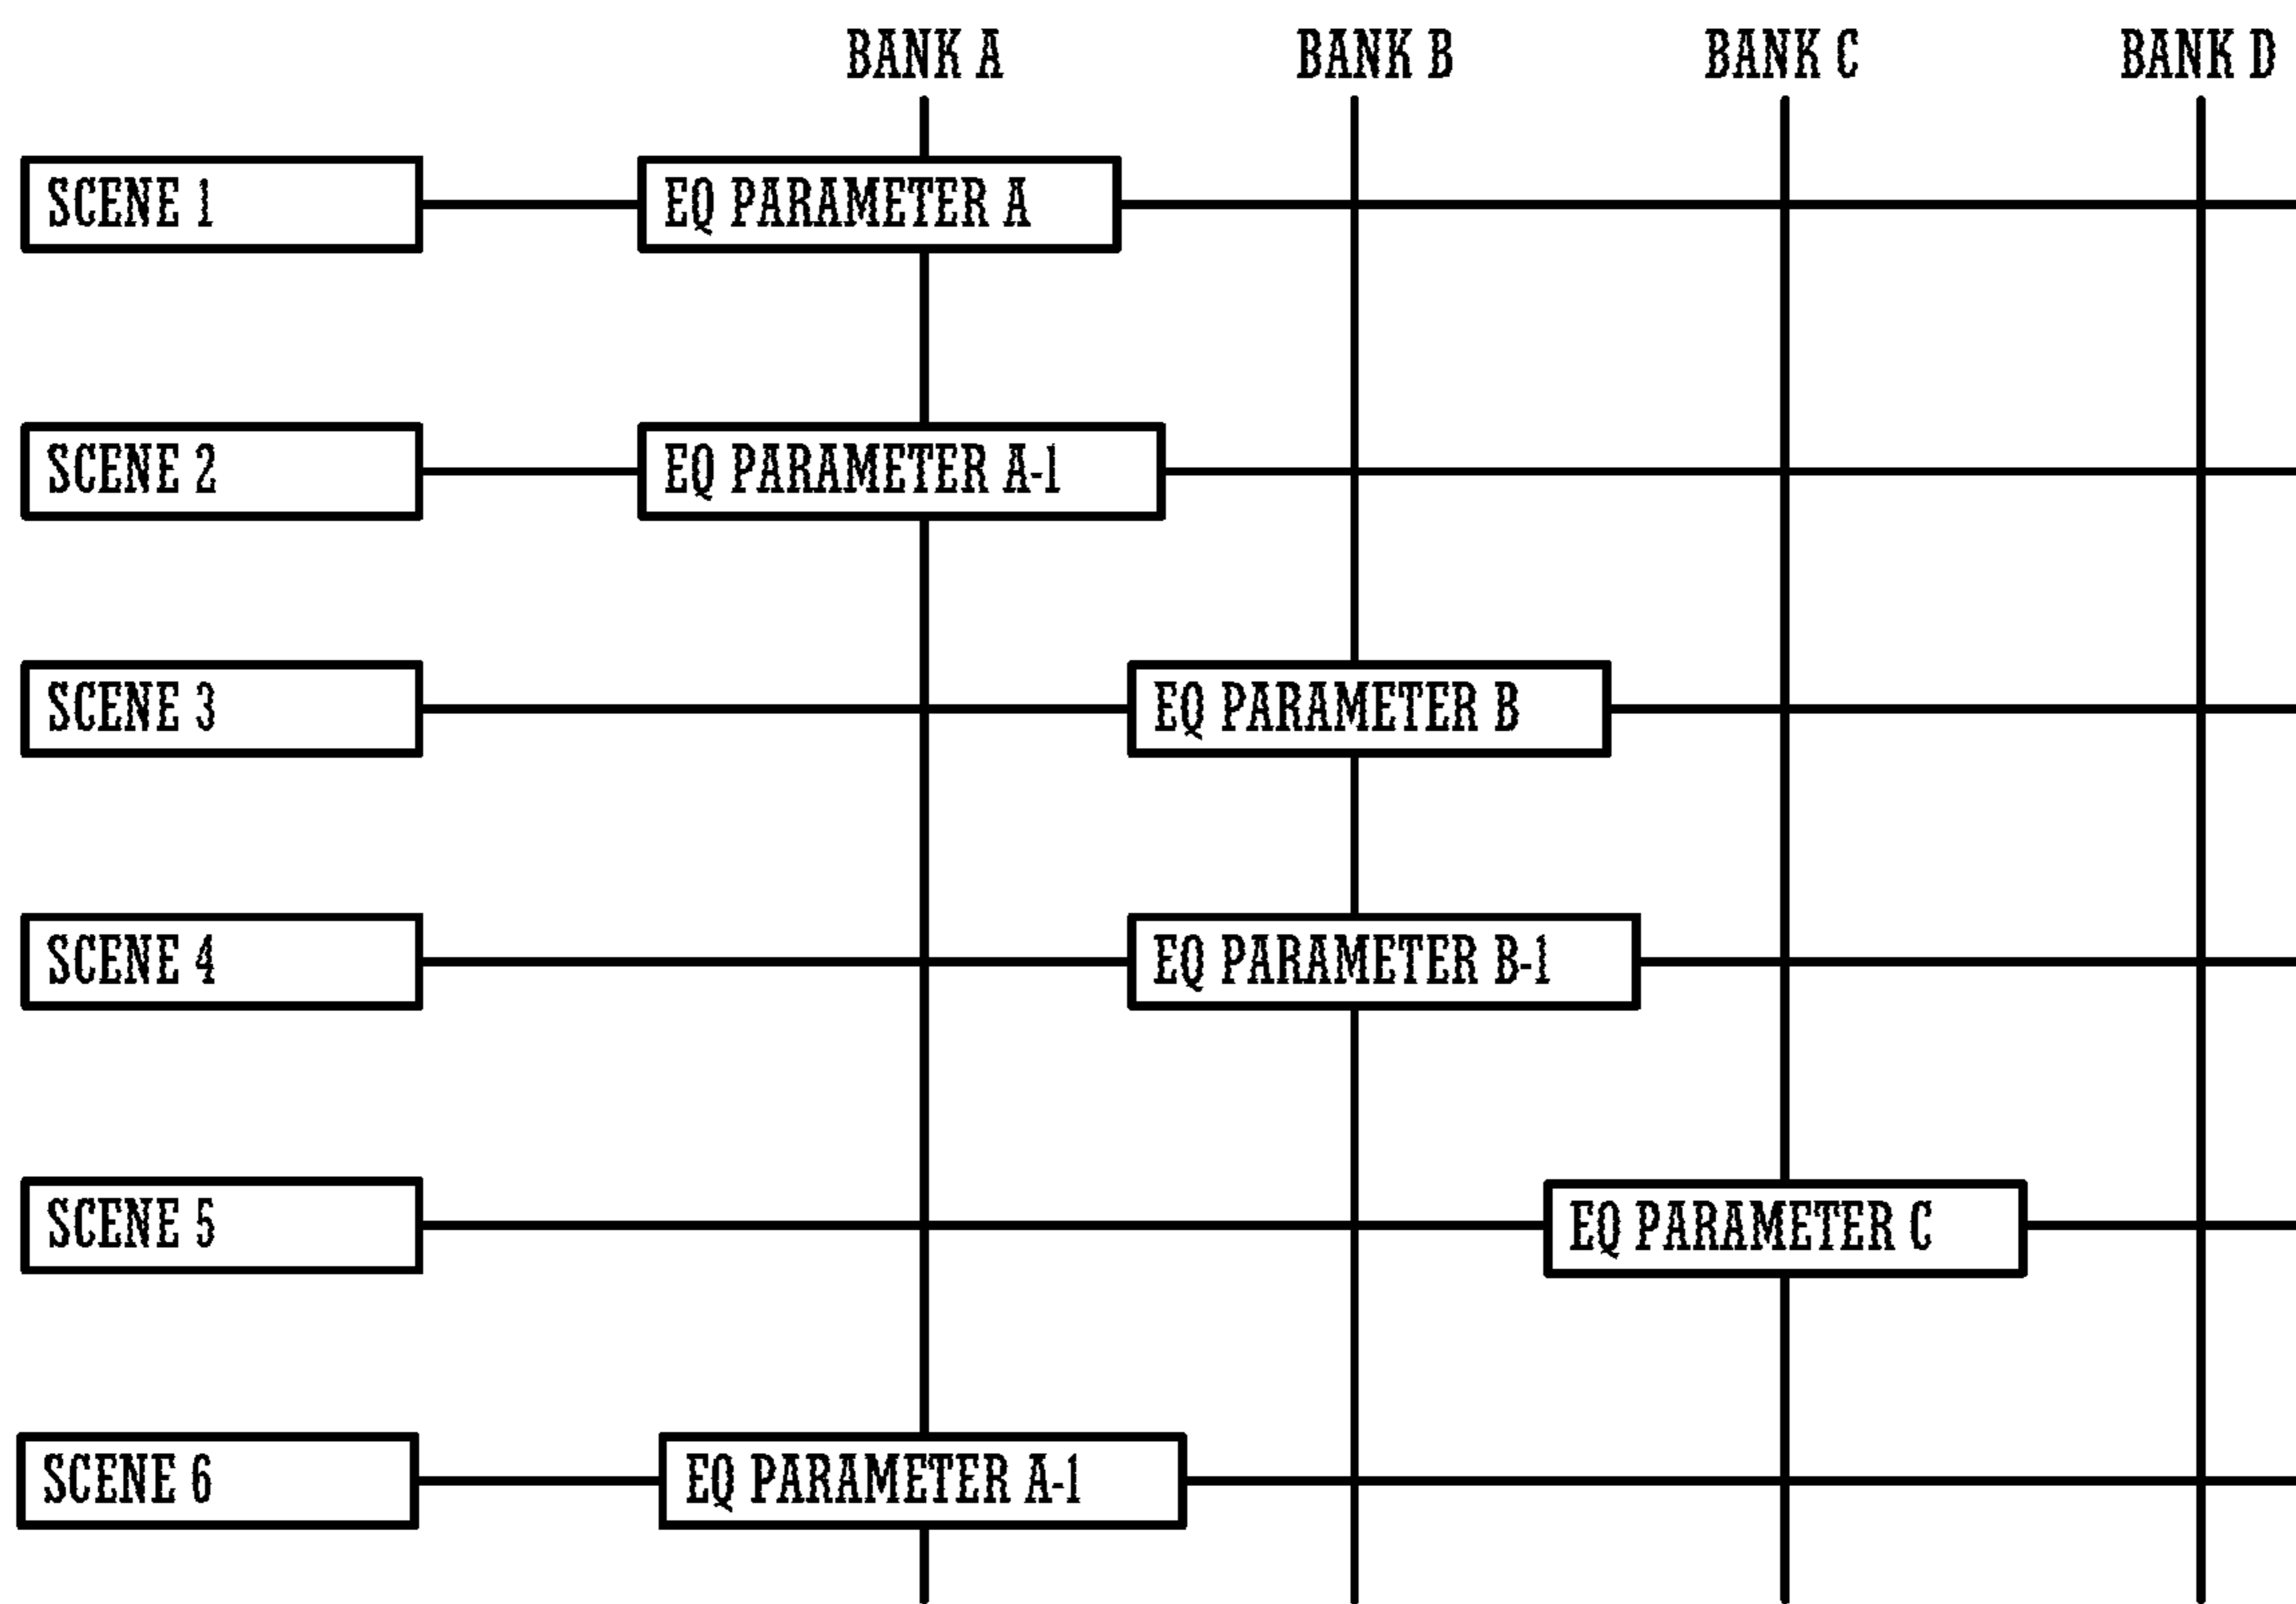 BANK A BANK B BANK C BANK D
SCENE 1 EQ PARAMETER A
SCENE 2 EQ PARAMETER A-1
SCENE 3 EQ PARAMETER B
SCENE 4 EQ PARAMETER B-1
SCENE 5 EQ PARAMETER C
SCENE 6 EQ PARAMETER A-1